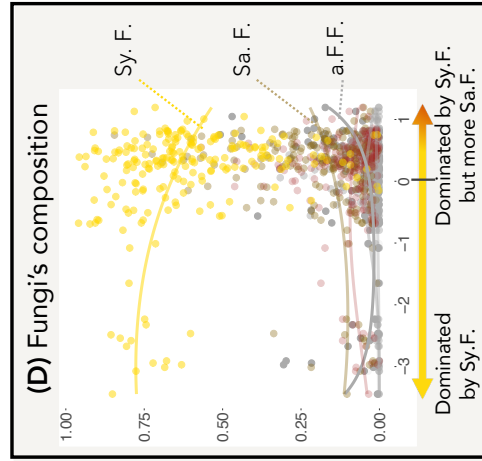 (D) Fungi's composition
1.00
0.75
0.50
0.25
0.00
Sy. F.
Sa. F.
a.F.F.
-3 -2 -1 0 1
Dominated by Sy.F.
Dominated by Sy.F. but more Sa.F.